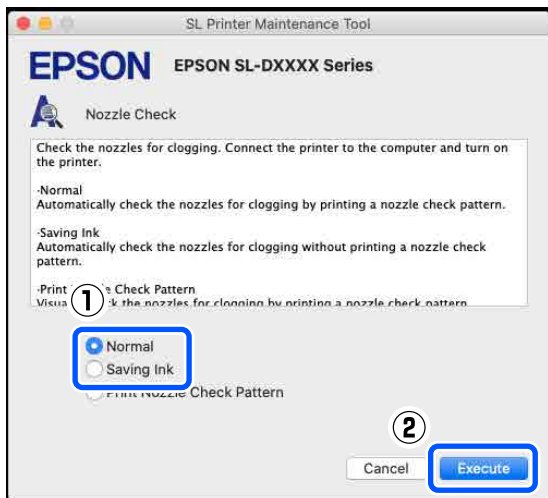 SL Printer Maintenance Tool
EPSON EPSON SL-DXXXX Series
Nozzle Check
Check the nozzles for clogging. Connect the printer to the computer and turn on
the printer.
·Normal
Automatically check the nozzles for clogging by printing a nozzle check pattern.
·Saving Ink
Automatically check the nozzles for clogging without printing a nozzle check
pattern.
·Print Check Pattern
the nozzles for clogging by printing a nozzle check pattern
①
Normal
Saving Ink
Print Nozzle Check Pattern
②
Cancel Execute